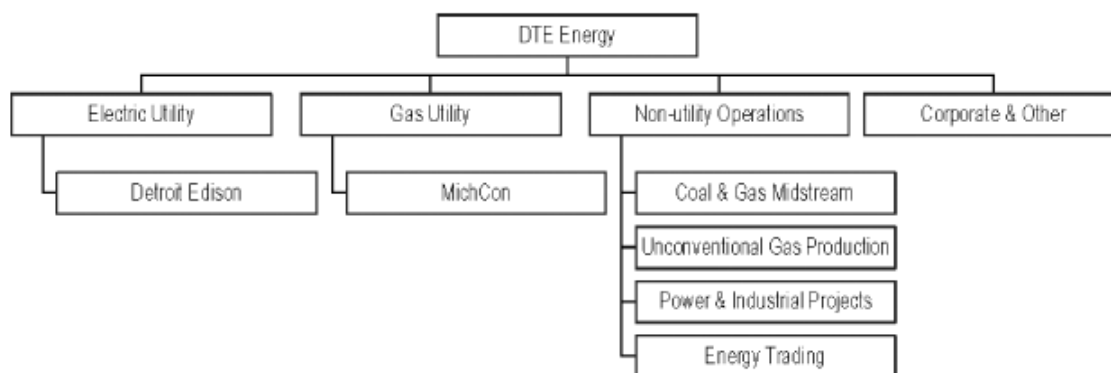 DTE Energy
Electric Utility
Gas Utility
Non-utility Operations
Corporate & Other
Detroit Edison
MichCon
Coal & Gas Midstream
Unconventional Gas Production
Power & Industrial Projects
Energy Trading